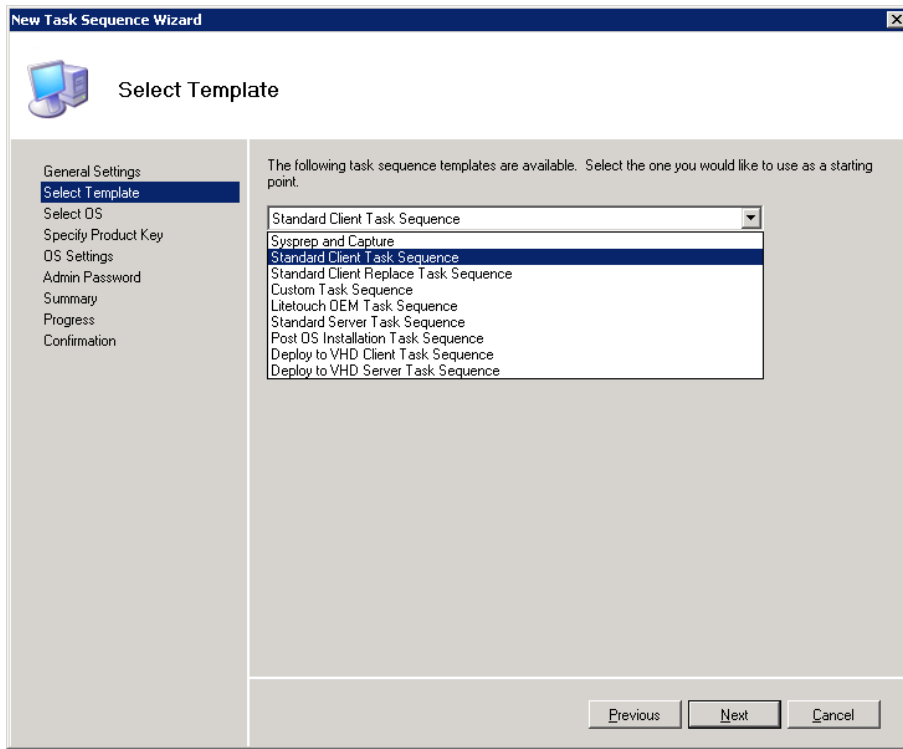 New Task Sequence Wizard
Select Template
General Settings
Select Template
Select OS
Specify Product Key
OS Settings
Admin Password
Summary
Progress
Confirmation
The following task sequence templates are available.  Select the one you would like to use as a starting
point.
Standard Client Task Sequence
Sysprep and Capture
Standard Client Task Sequence
Standard Client Replace Task Sequence
Custom Task Sequence
Litetouch OEM Task Sequence
Standard Server Task Sequence
Post OS Installation Task Sequence
Deploy to VHD Client Task Sequence
Deploy to VHD Server Task Sequence
Previous
Next
Cancel